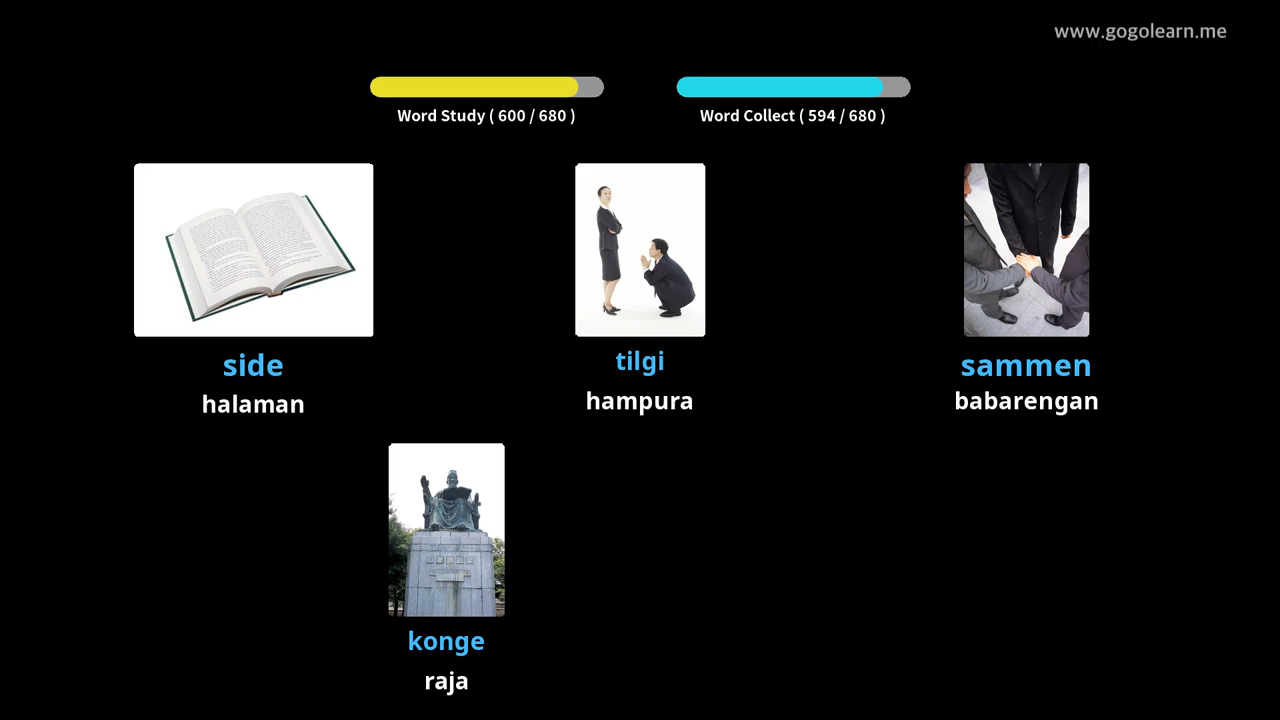 www.gogolearn.me
Word Study ( 600 / 680 )
Word Collect ( 594 / 680 )
side
halaman
tilgi
hampura
sammen
babarengan
konge
raja